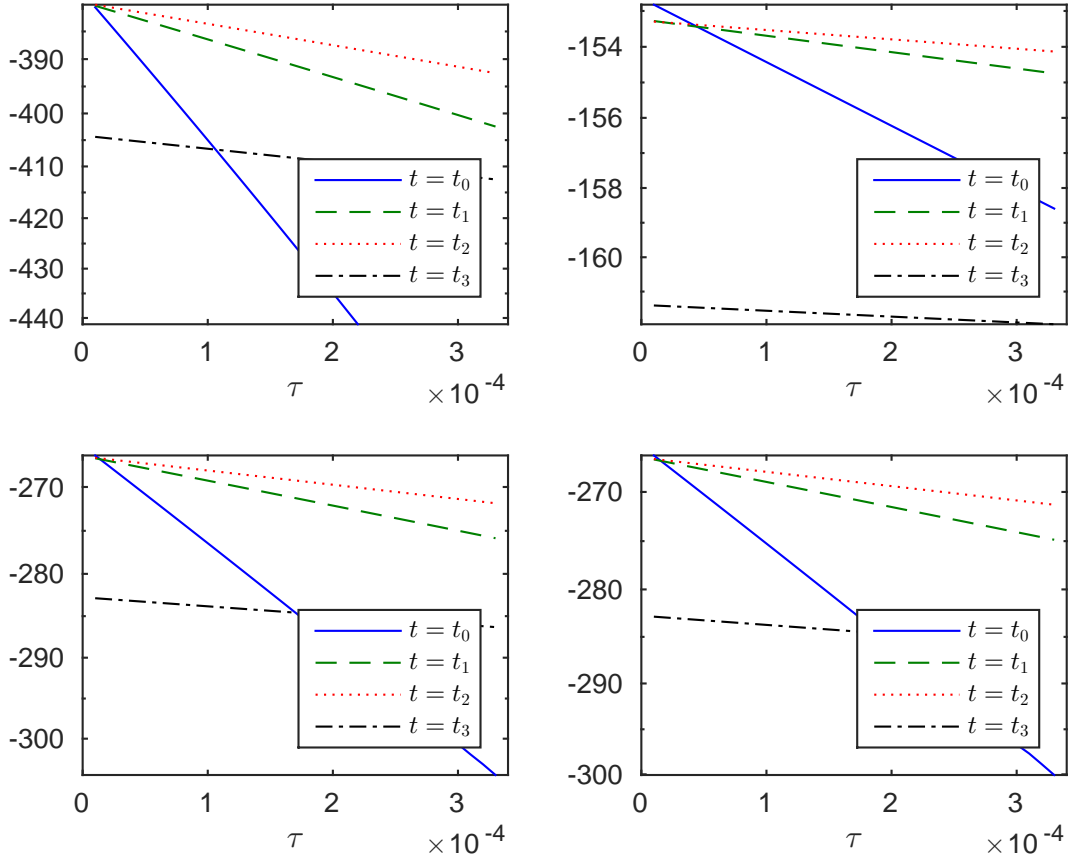 -390
-400
-410
-420
-430
-440
0 1 2 3
τ
×10⁻⁴
t = t₀
t = t₁
t = t₂
t = t₃
-154
-156
-158
-160
0 1 2 3
τ
×10⁻⁴
t = t₀
t = t₁
t = t₂
t = t₃
-270
-280
-290
-300
0 1 2 3
τ
×10⁻⁴
t = t₀
t = t₁
t = t₂
t = t₃
-270
-280
-290
-300
0 1 2 3
τ
×10⁻⁴
t = t₀
t = t₁
t = t₂
t = t₃